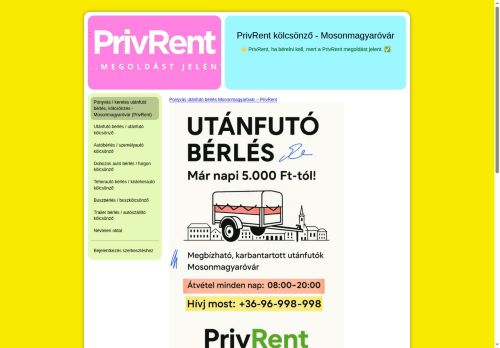 PrivRent
..MEGOLDÁST JELENT
PrivRent kölcsönző - Mosonmagyaróvár
PrivRent, ha bérelni kell, mert a PrivRent megoldást jelent.
Ponyvás / keretes utánfutó
bérlés, kölcsönzés -
Mosonmagyaróvár (PrivRent)
Utánfutó bérlés / utánfutó
kölcsönző
Autóbérlés / személyautó
kölcsönző
Dobozos autó bérlés / furgon
kölcsönző
Teherautó bérlés / kisteherautó
kölcsönző
Buszbérlés / buszkölcsönző
Trailer bérlés / autószállító
kölcsönző
Névtelen oldal
Bejelentkezés szerkesztéshez
Ponyvás utánfutó bérlés Mosonmagyaróvár – PrivRent
UTÁNFUTÓ
BÉRLÉS
Már napi 5.000 Ft-tól!
Megbízható, karbantartott utánfutók
Mosonmagyaróvár
Átvétel minden nap: 08:00–20:00
Hívj most: +36-96-998-998
PrivRent